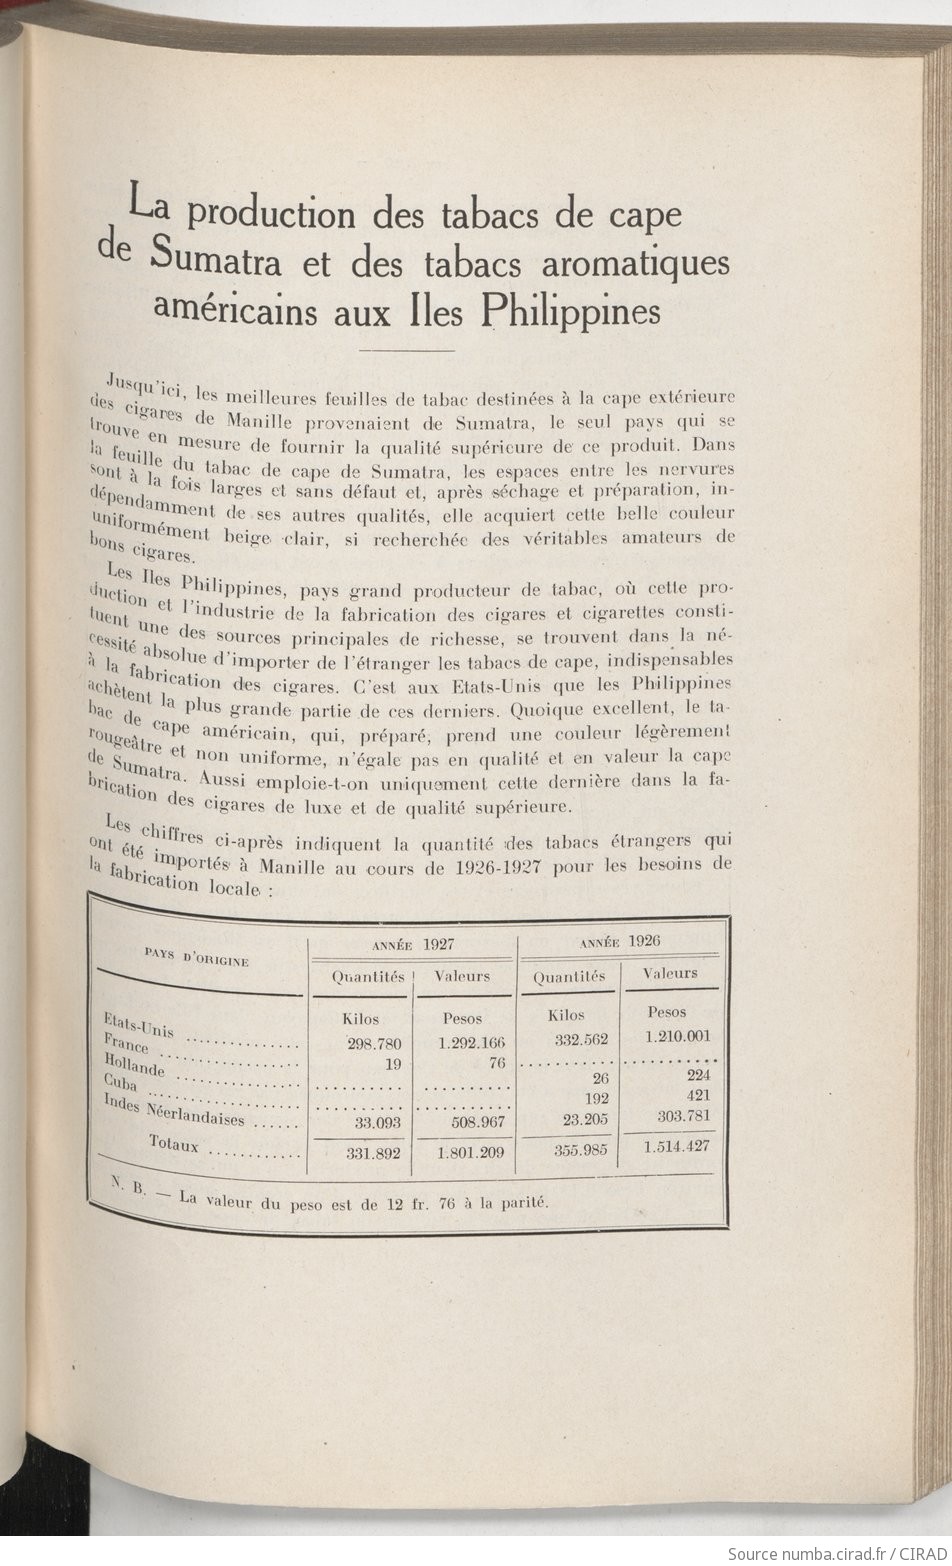 La production des tabacs de cape
de Sumatra et des tabacs aromatiques
américains aux Iles Philippines
Jusqu'ici, les meilleures feuilles de tabac destinées à la cape extérieure
des cigares de Manille provenaient de Sumatra, le seul pays qui se
trouve en mesure de fournir la qualité supérieure de ce produit. Dans
la feuille du tabac de cape de Sumatra, les espaces entre les nervures
sont à la fois larges et sans défaut et, après séchage et préparation, in-
dépendamment de ses autres qualités, elle acquiert cette belle couleur
uniformément beige clair, si recherchée des véritables amateurs de
bons cigares.
Les Iles Philippines, pays grand producteur de tabac, où cette pro-
duction et l'industrie de la fabrication des cigares et cigarettes consti-
tuent une des sources principales de richesse, se trouvent dans la né-
cessité absolue d'importer de l'étranger les tabacs de cape, indispensables
à la fabrication des cigares. C'est aux Etats-Unis que les Philippines
achètent la plus grande partie de ces derniers. Quoique excellent, le ta-
bac de cape américain, qui, préparé, prend une couleur légèrement
rougeâtre et non uniforme, n'égale pas en qualité et en valeur la cape
de Sumatra. Aussi emploie-t-on uniquement cette dernière dans la fa-
brication des cigares de luxe et de qualité supérieure.
Les chiffres ci-après indiquent la quantité des tabacs étrangers qui
ont été importés à Manille au cours de 1926-1927 pour les besoins de
la fabrication locale :
PAYS D'ORIGINE ANNÉE 1927 ANNÉE 1926
Quantités Valeurs Quantités Valeurs
Kilos Pesos Kilos Pesos
Etats-Unis .............. 298.780 1.292.166 332.562 1.210.001
France ................. 19 76 .......... ..........
Hollande ............... .......... .......... 26 224
Cuba .................. .......... .......... 192 421
Indes Néerlandaises ...... 33.093 508.967 23.205 303.781
Totaux ............ 331.892 1.801.209 355.985 1.514.427
N. B. — La valeur du peso est de 12 fr. 76 à la parité.
Source numba.cirad.fr / CIRAD